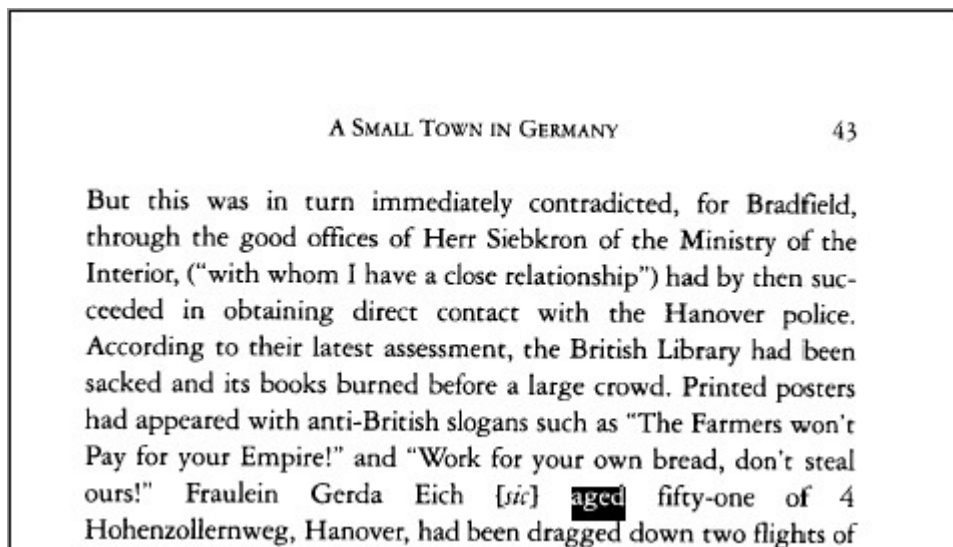 A SMALL TOWN IN GERMANY 43
But this was in turn immediately contradicted, for Bradfield,
through the good offices of Herr Siebkron of the Ministry of the
Interior, (“with whom I have a close relationship”) had by then suc-
ceeded in obtaining direct contact with the Hanover police.
According to their latest assessment, the British Library had been
sacked and its books burned before a large crowd. Printed posters
had appeared with anti-British slogans such as “The Farmers won’t
Pay for your Empire!” and “Work for your own bread, don’t steal
ours!” Fraulein Gerda Eich [sic] aged fifty-one of 4
Hohenzollernweg, Hanover, had been dragged down two flights of